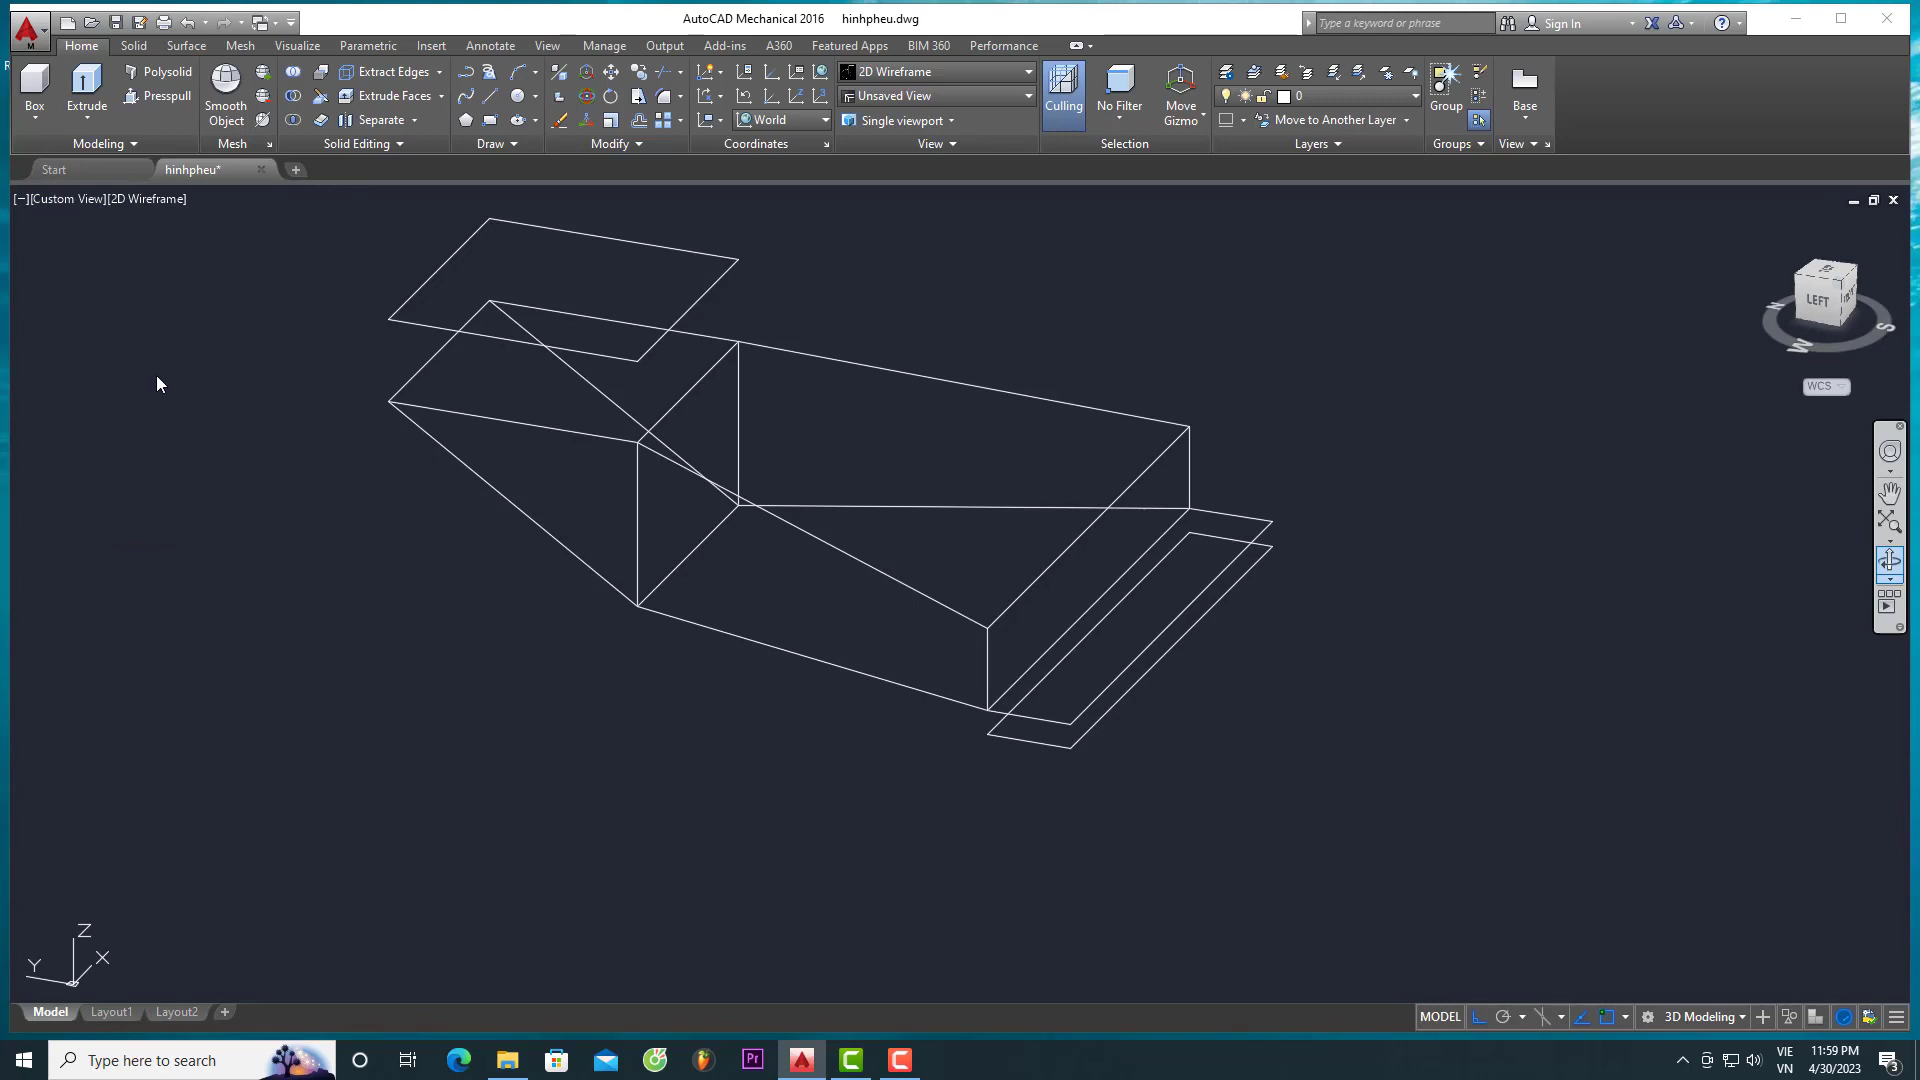 AutoCAD Mechanical 2016 hinhpheu.dwg
Type a keyword or phrase
Sign In
Home Solid Surface Mesh Visualize Parametric Insert Annotate View Manage Output Add-ins A360 Featured Apps BIM 360 Performance
Box Extrude Polysolid Presspull
Smooth Object
Extract Edges
Extrude Faces
Separate
World
2D Wireframe
Unsaved View
Single viewport
Culling No Filter Move Gizmo
0
Move to Another Layer
Group Base
Modeling Mesh Solid Editing Draw Modify Coordinates View Selection Layers Groups View
Start hinhpheu*
[−][Custom View][2D Wireframe]
LEFT
N
S
W
WCS
Z
Y
X
Model Layout1 Layout2
MODEL 3D Modeling
Type here to search
Pr
VIE
VN
11:59 PM
4/30/2023
3